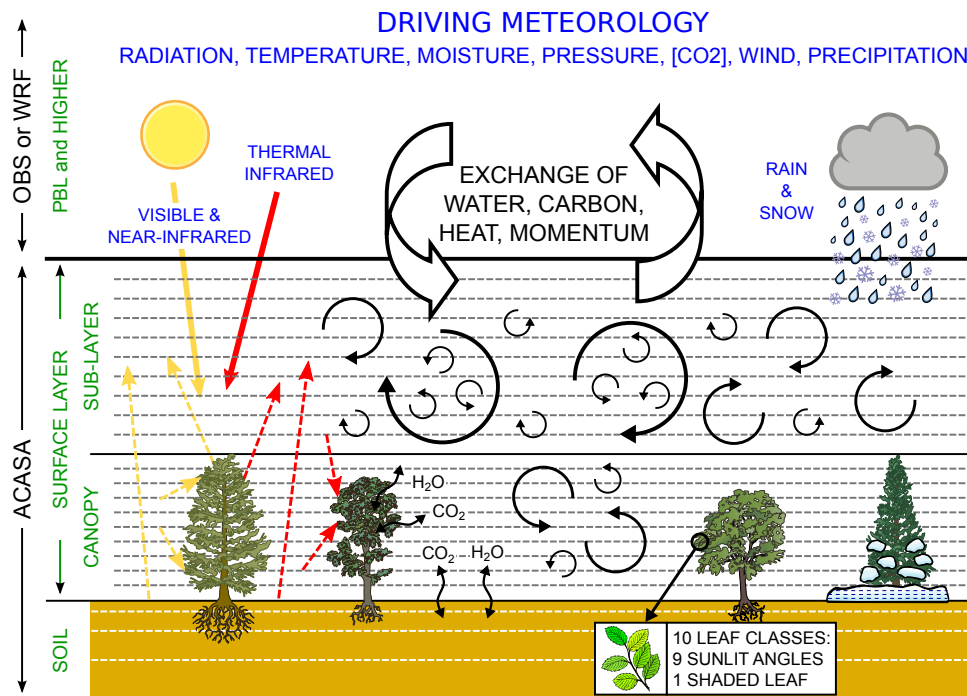 DRIVING METEOROLOGY
RADIATION, TEMPERATURE, MOISTURE, PRESSURE, [CO2], WIND, PRECIPITATION
OBS or WRF
PBL and HIGHER
THERMAL
INFRARED
VISIBLE &
NEAR-INFRARED
EXCHANGE OF
WATER, CARBON,
HEAT, MOMENTUM
RAIN
&
SNOW
ACASA
SURFACE LAYER
SUB-LAYER
CANOPY
SOIL
H₂O
CO₂
CO₂
H₂O
10 LEAF CLASSES:
9 SUNLIT ANGLES
1 SHADED LEAF